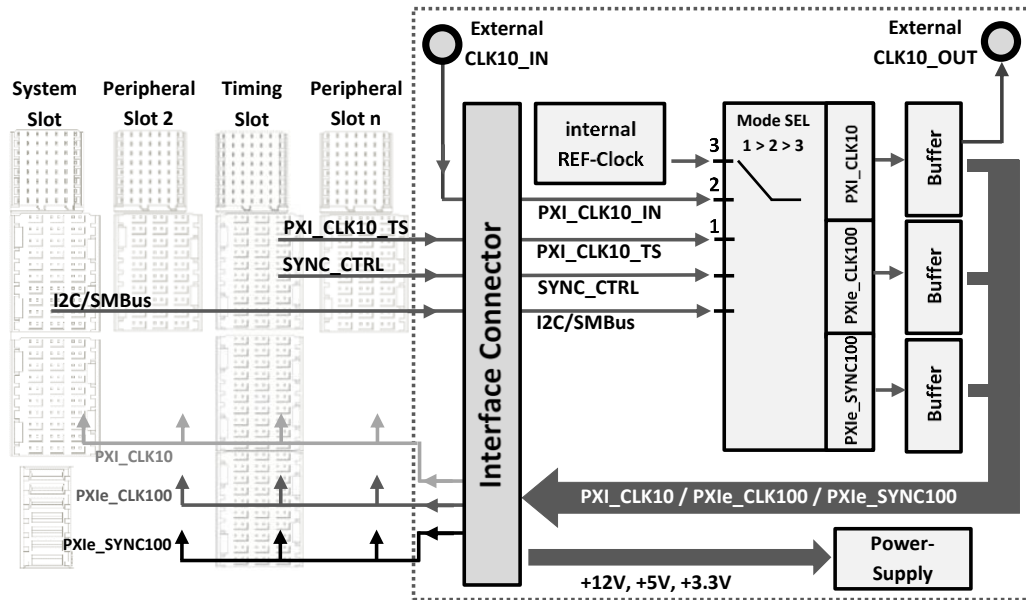 External
CLK10_IN
External
CLK10_OUT
System
Slot
Peripheral
Slot 2
Timing
Slot
Peripheral
Slot n
internal
REF-Clock
Mode SEL
1 > 2 > 3
3
2
1
PXI_CLK10
PXIe_CLK100
PXIe_SYNC100
Buffer
Buffer
Buffer
PXI_CLK10_TS
SYNC_CTRL
I2C/SMBus
Interface Connector
PXI_CLK10_IN
PXI_CLK10_TS
SYNC_CTRL
I2C/SMBus
PXI_CLK10
PXIe_CLK100
PXIe_SYNC100
PXI_CLK10 / PXIe_CLK100 / PXIe_SYNC100
+12V, +5V, +3.3V
Power-
Supply